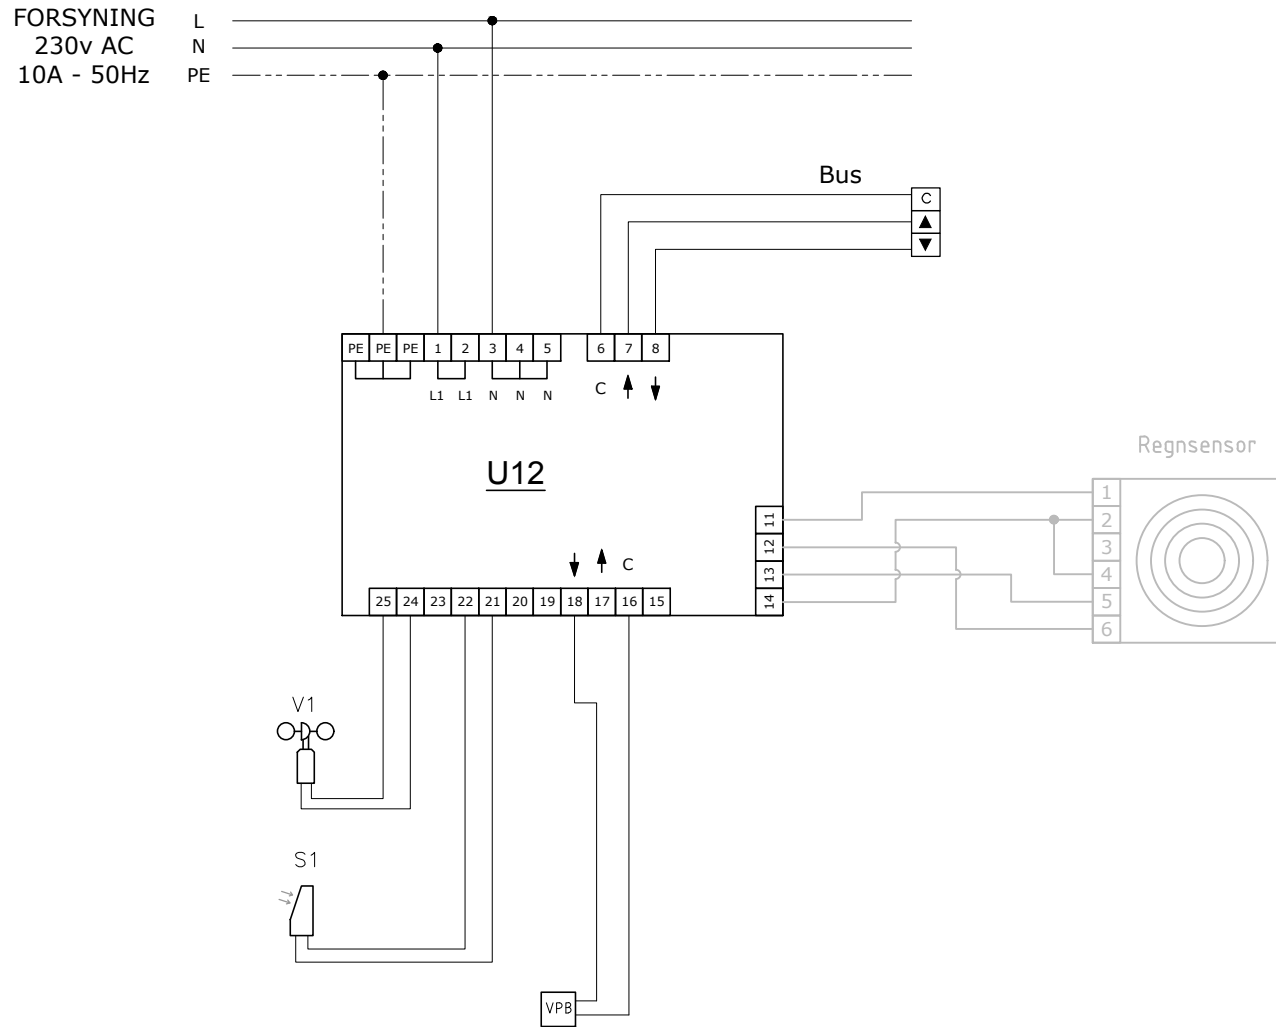 FORSYNING L
230v AC N
10A - 50Hz PE
Bus
C
▲
▼
PE PE PE 1 2 3 4 5 6 7 8
L1 L1 N N N C
U12
Regnsensor
1
2
3
4
5
6
11
12
13
14
C
25 24 23 22 21 20 19 18 17 16 15
V1
S1
VPB